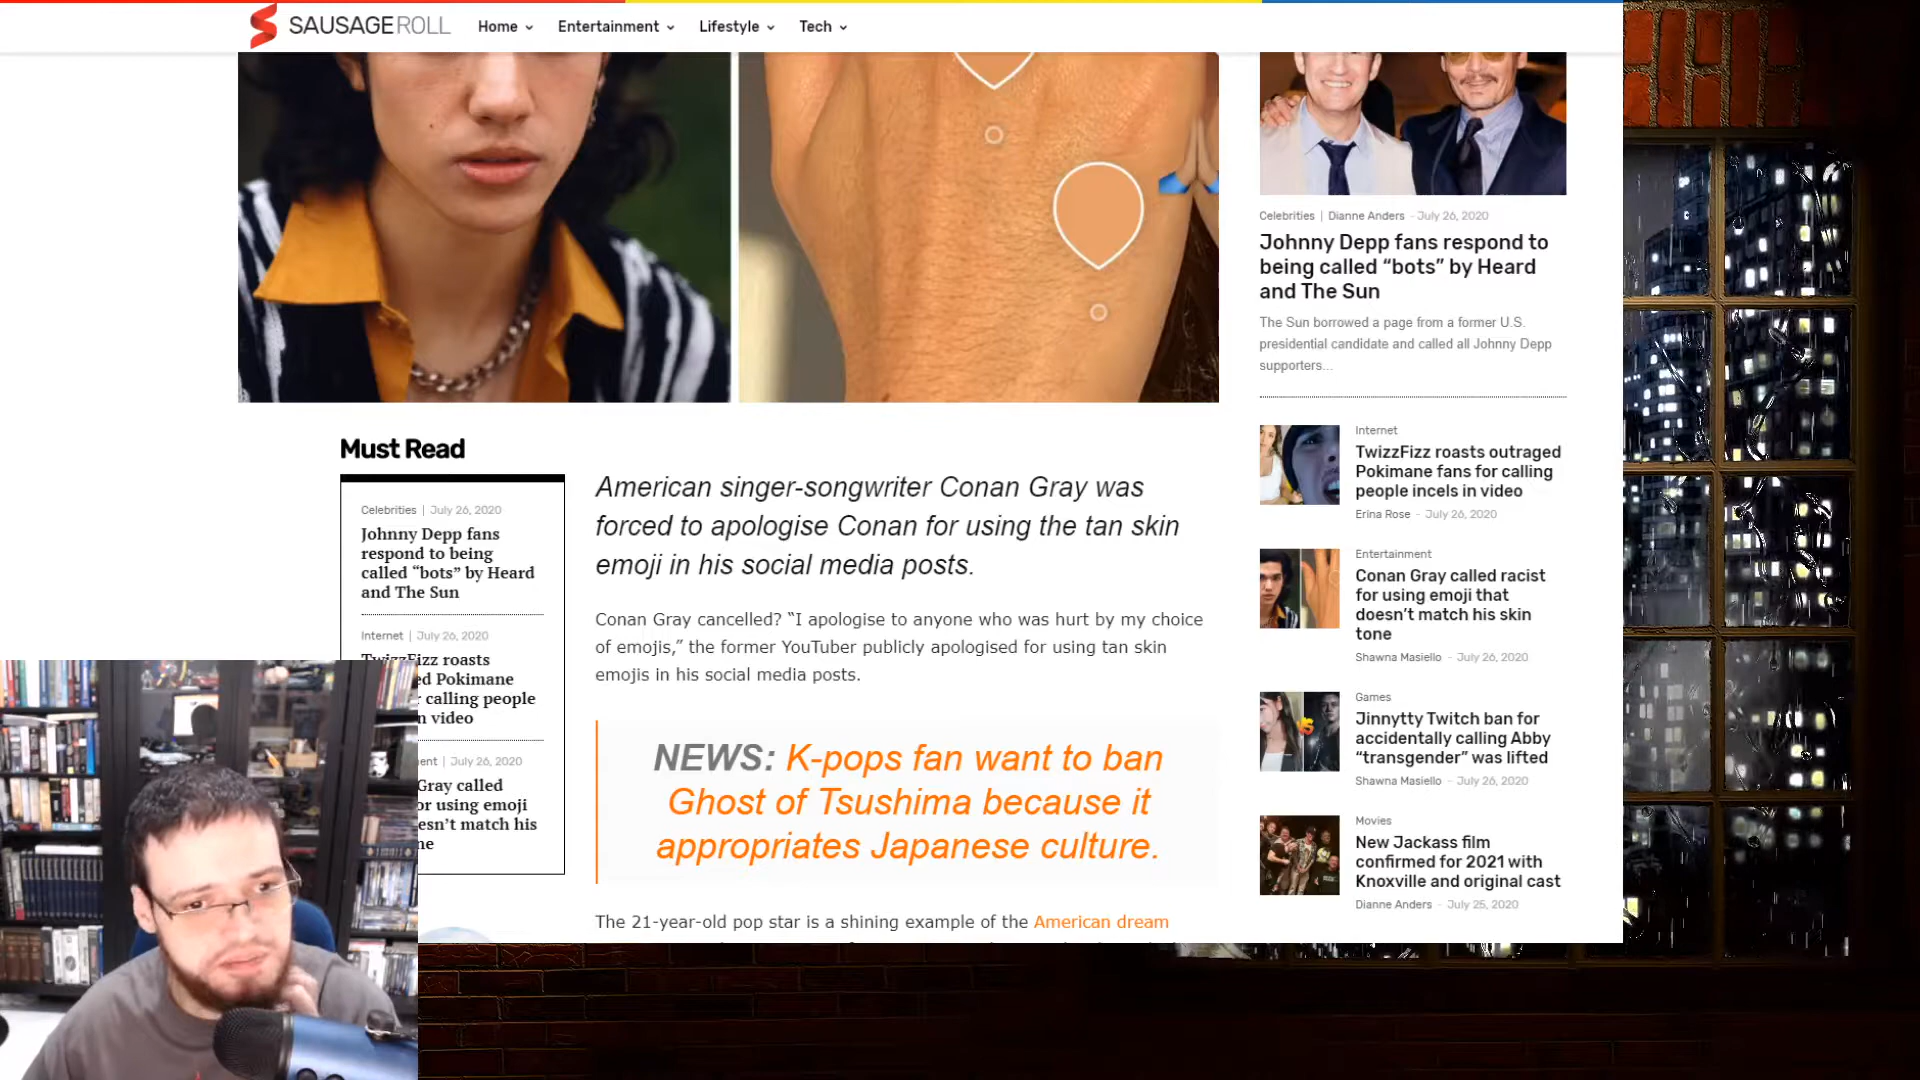 SAUSAGEROLL
Home
Entertainment
Lifestyle
Tech
Must Read
Celebrities | July 26, 2020
Johnny Depp fans
respond to being
called “bots” by Heard
and The Sun
Internet | July 26, 2020
TwizzFizz roasts
ed Pokimane
calling people
n video
ent | July 26, 2020
Gray called
or using emoji
esn’t match his
ne
American singer-songwriter Conan Gray was
forced to apologise Conan for using the tan skin
emoji in his social media posts.
Conan Gray cancelled? “I apologise to anyone who was hurt by my choice
of emojis,” the former YouTuber publicly apologised for using tan skin
emojis in his social media posts.
NEWS: K-pops fan want to ban
Ghost of Tsushima because it
appropriates Japanese culture.
The 21-year-old pop star is a shining example of the American dream
Celebrities | Dianne Anders - July 26, 2020
Johnny Depp fans respond to
being called “bots” by Heard
and The Sun
The Sun borrowed a page from a former U.S.
presidential candidate and called all Johnny Depp
supporters...
Internet
TwizzFizz roasts outraged
Pokimane fans for calling
people incels in video
Erina Rose - July 26, 2020
Entertainment
Conan Gray called racist
for using emoji that
doesn’t match his skin
tone
Shawna Masiello - July 26, 2020
Games
Jinnytty Twitch ban for
accidentally calling Abby
“transgender” was lifted
Shawna Masiello - July 26, 2020
Movies
New Jackass film
confirmed for 2021 with
Knoxville and original cast
Dianne Anders - July 25, 2020